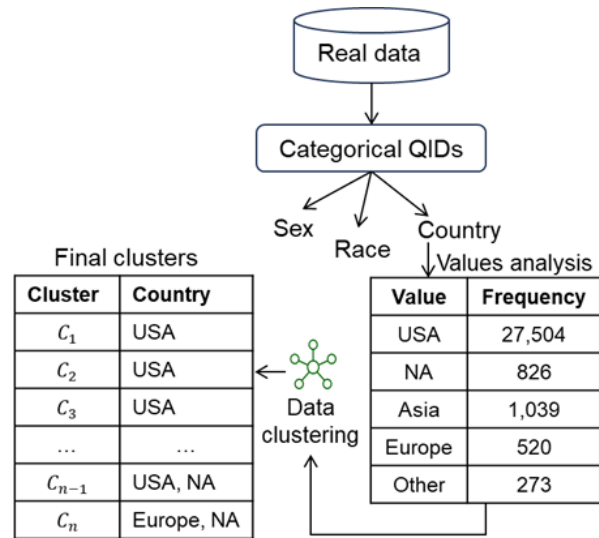 Real data
Categorical QIDs
Sex
Race
Country
Final clusters
Cluster Country
C₁ USA
C₂ USA
C₃ USA
... ...
Cₙ₋₁ USA, NA
Cₙ Europe, NA
Data
clustering
Values analysis
Value Frequency
USA 27,504
NA 826
Asia 1,039
Europe 520
Other 273